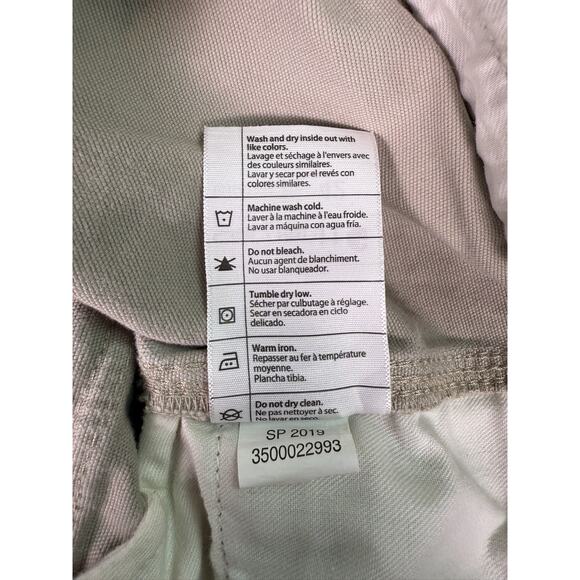 Wash and dry inside out with
like colors.
Lavage et séchage à l'envers avec
des couleurs similaires.
Lavar y secar por el revés con
colores similares.
Machine wash cold.
Laver à la machine à l'eau froide.
Lavar a máquina con agua fría.
Do not bleach.
Aucun agent de blanchiment.
No usar blanqueador.
Tumble dry low.
Sécher par culbutage à réglage.
Secar en secadora en ciclo
delicado.
Warm iron.
Repasser au fer à température
moyenne.
Plancha tibia.
Do not dry clean.
Ne pas nettoyer à sec.
No lavar en seco.
SP 2019
3500022993